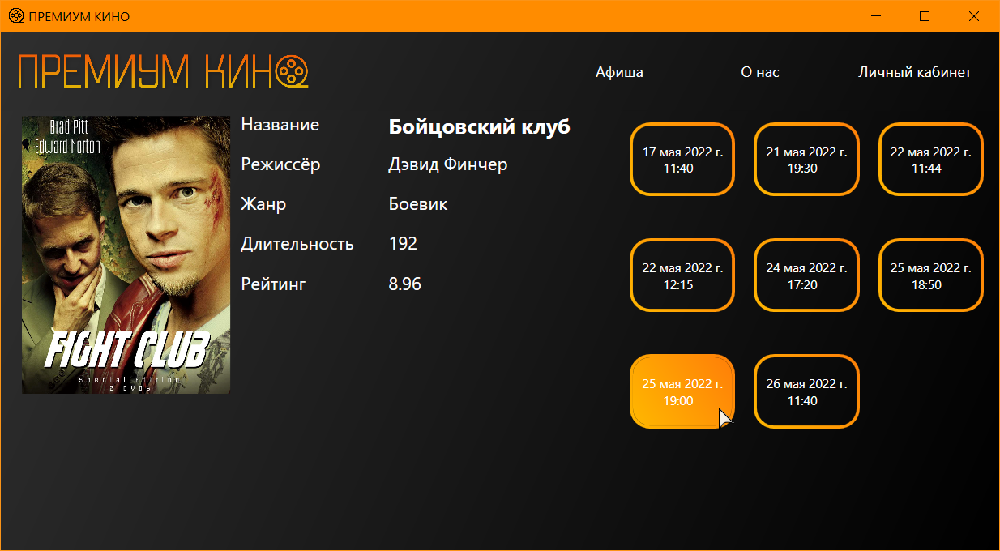 ПРЕМИУМ КИНО
ПРЕМИУМ КИНО
Афиша
О нас
Личный кабинет
Brad Pitt
Edward Norton
FIGHT CLUB
Special Edition
2 DVDs
Название
Бойцовский клуб
Режиссёр
Дэвид Финчер
Жанр
Боевик
Длительность
192
Рейтинг
8.96
17 мая 2022 г.
11:40
21 мая 2022 г.
19:30
22 мая 2022 г.
11:44
22 мая 2022 г.
12:15
24 мая 2022 г.
17:20
25 мая 2022 г.
18:50
25 мая 2022 г.
19:00
26 мая 2022 г.
11:40